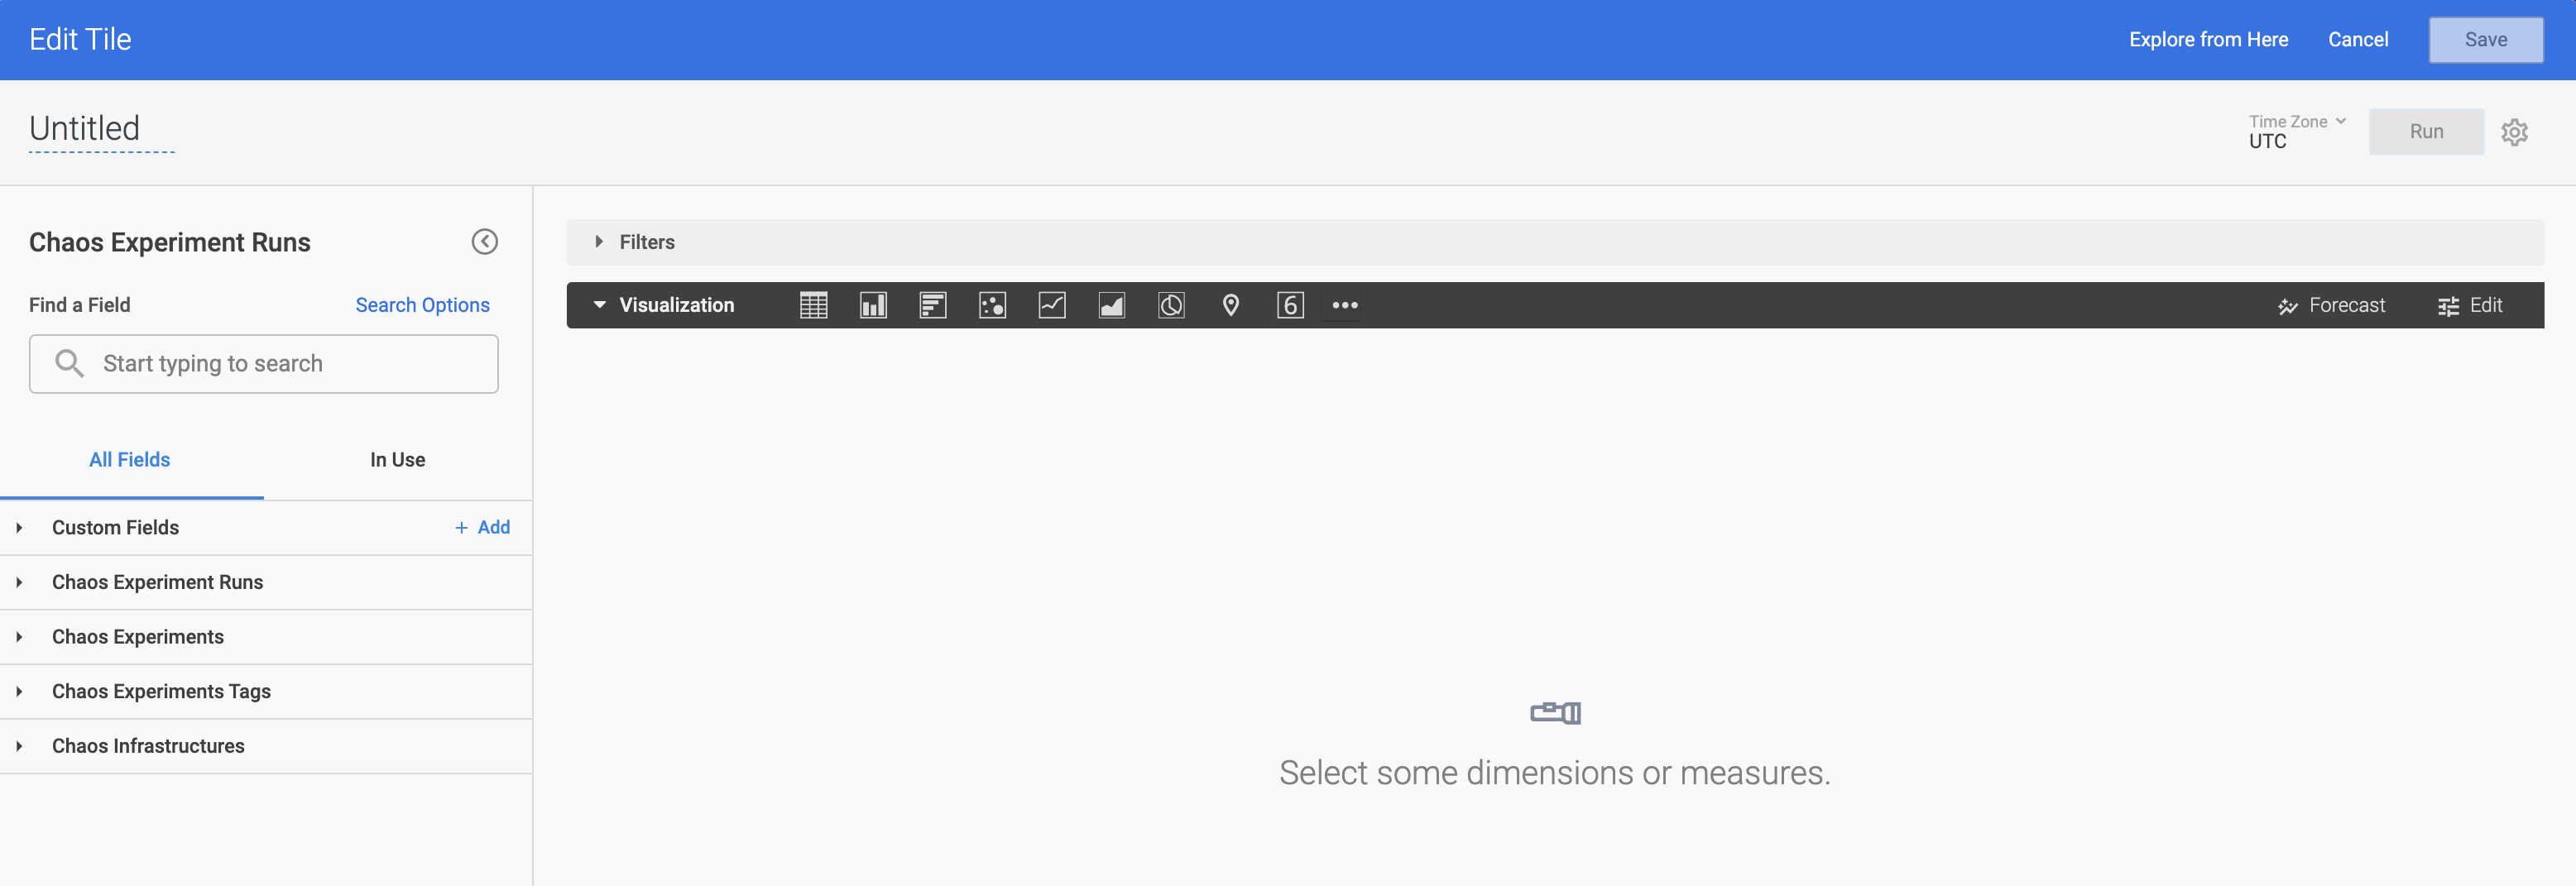 Edit Tile
Explore from Here
Cancel
Save
Untitled
Time Zone
UTC
Run
Chaos Experiment Runs
Find a Field
Search Options
Start typing to search
All Fields
In Use
Custom Fields
+ Add
Chaos Experiment Runs
Chaos Experiments
Chaos Experiments Tags
Chaos Infrastructures
Filters
Visualization
6
Forecast
Edit
Select some dimensions or measures.